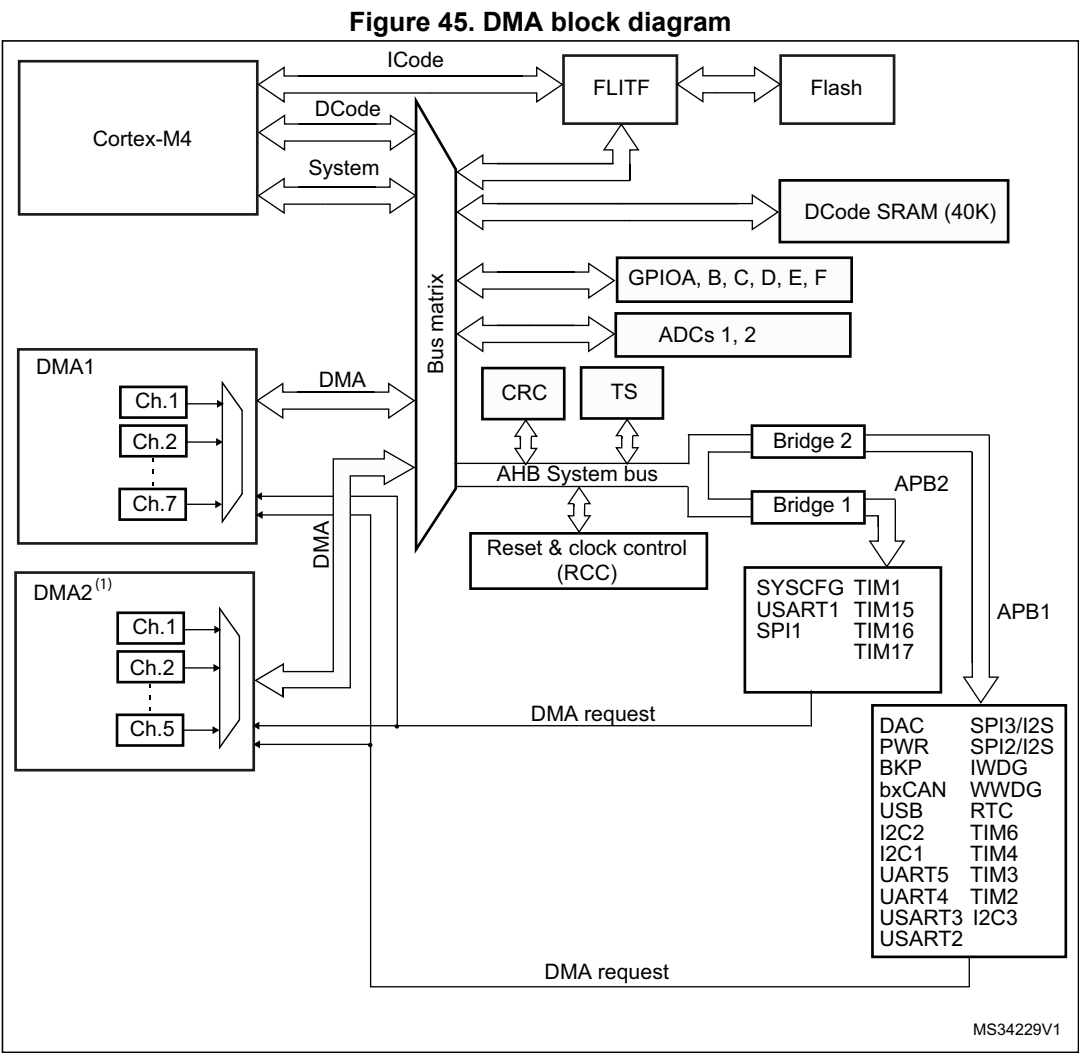 Figure 45. DMA block diagram
ICode
Cortex-M4
FLITF
Flash
DCode
System
DCode SRAM (40K)
Bus matrix
GPIOA, B, C, D, E, F
ADCs 1, 2
DMA1
Ch.1
Ch.2
Ch.7
DMA
CRC
TS
AHB System bus
Bridge 2
Bridge 1
APB2
Reset & clock control
(RCC)
DMA
DMA2 (1)
Ch.1
Ch.2
Ch.5
SYSCFG TIM1
USART1 TIM15
SPI1 TIM16
TIM17
APB1
DMA request
DAC SPI3/I2S
PWR SPI2/I2S
BKP IWDG
bxCAN WWDG
USB RTC
I2C2 TIM6
I2C1 TIM4
UART5 TIM3
UART4 TIM2
USART3 I2C3
USART2
DMA request
MS34229V1